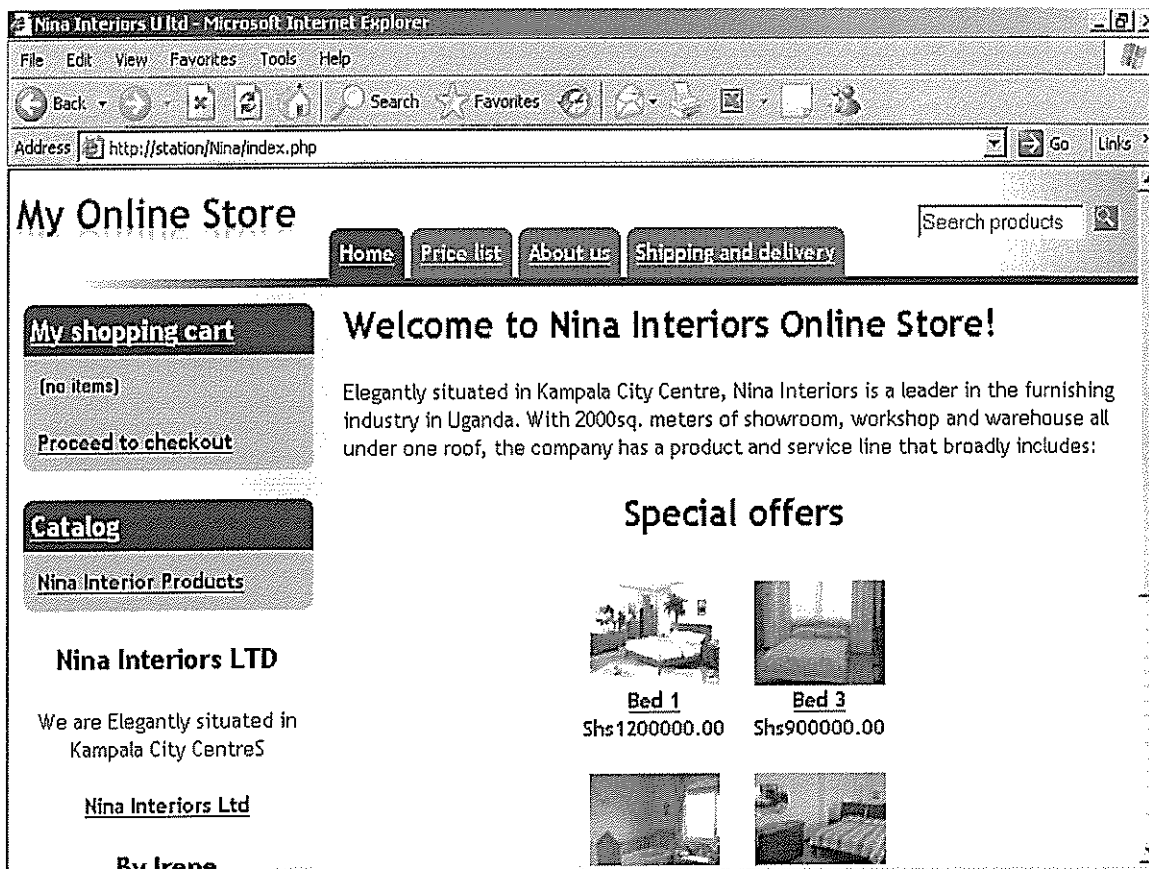 Nina Interiors U ltd - Microsoft Internet Explorer
File Edit View Favorites Tools Help
Back Search Favorites
Address http://station/Nina/index.php Go Links
My Online Store
Search products
Home Price list About us Shipping and delivery
My shopping cart
(no items)
Proceed to checkout
Catalog
Nina Interior Products
Nina Interiors LTD
We are Elegantly situated in
Kampala City CentreS
Nina Interiors Ltd
By Irene
Welcome to Nina Interiors Online Store!
Elegantly situated in Kampala City Centre, Nina Interiors is a leader in the furnishing
industry in Uganda. With 2000sq. meters of showroom, workshop and warehouse all
under one roof, the company has a product and service line that broadly includes:
Special offers
Bed 1 Bed 3
Shs1200000.00 Shs900000.00